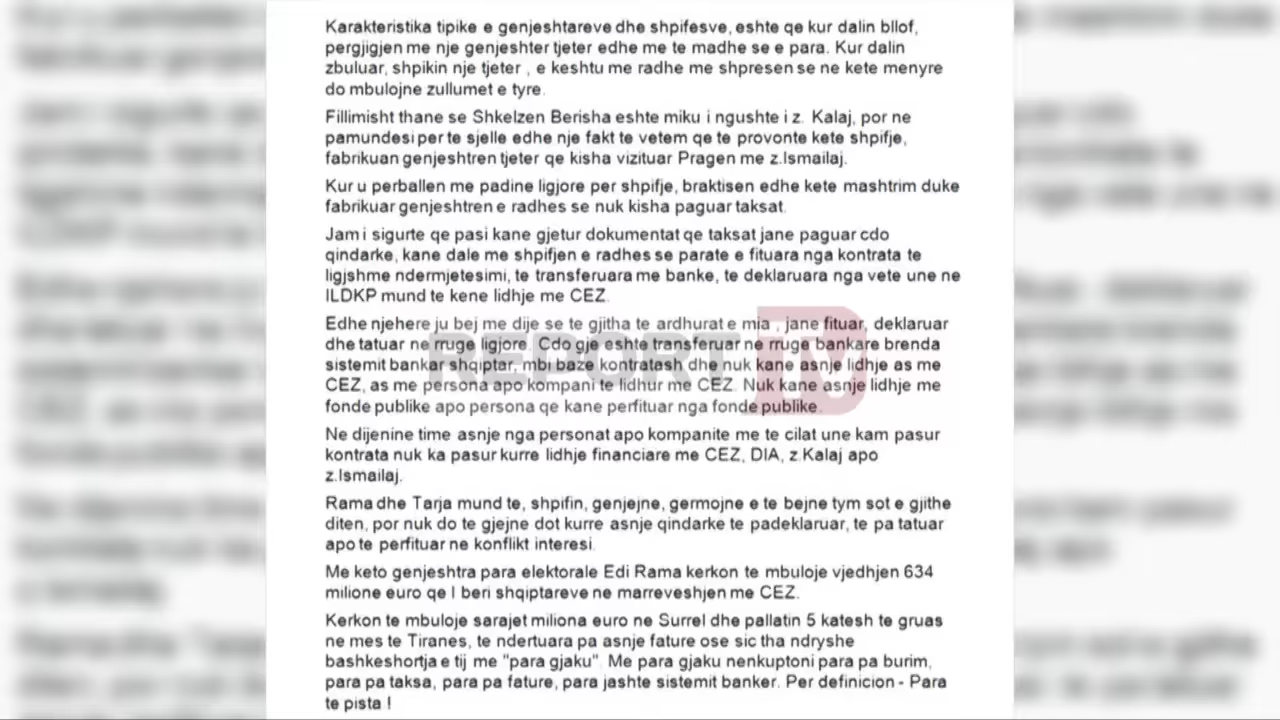 Karakteristika tipike e genjeshtareve dhe shpifesve, eshte qe kur dalin bllof,
pergjigjen me nje genjeshter tjeter edhe me te madhe se e para. Kur dalin
zbuluar, shpikin nje tjeter , e keshtu me radhe me shpresen se ne kete menyre
do mbulojne zullumet e tyre.
Fillimisht thane se Shkelzen Berisha eshte miku i ngushte i z. Kalaj, por ne
pamundesi per te sjelle edhe nje fakt te vetem qe te provonte kete shpifje,
fabrikuan genjeshtren tjeter qe kisha vizituar Pragen me z.Ismailaj.
Kur u perballen me padine ligjore per shpifje, braktisen edhe kete mashtrim duke
fabrikuar genjeshtren e radhes se nuk kisha paguar taksat.
Jam i sigurte qe pasi kane gjetur dokumentat qe taksat jane paguar cdo
qindarke, kane dale me shpifjen e radhes se parate e fituara nga kontrata te
ligjshme ndermjetesimi, te transferuara me banke, te deklaruara nga vete une ne
ILDKP mund te kene lidhje me CEZ.
Edhe njehere ju bej me dije se te gjitha te ardhurat e mia , jane fituar, deklaruar
dhe tatuar ne rruge ligjore. Cdo gje eshte transferuar ne rruge bankare brenda
sistemit bankar shqiptar, mbi baze kontratash dhe nuk kane asnje lidhje as me
CEZ, as me persona apo kompani te lidhur me CEZ. Nuk kane asnje lidhje me
fonde publike apo persona qe kane perfituar nga fonde publike.
REPORT TV
Ne dijenine time asnje nga personat apo kompanite me te cilat une kam pasur
kontrata nuk ka pasur kurre lidhje financiare me CEZ, DIA, z.Kalaj apo
z.Ismailaj.
Rama dhe Tarja mund te, shpifin, genjejne, germojne e te bejne tym sot e gjithe
diten, por nuk do te gjejne dot kurre asnje qindarke te padeklaruar, te pa tatuar
apo te perfituar ne konflikt interesi.
Me keto genjeshtra para elektorale Edi Rama kerkon te mbuloje vjedhjen 634
milione euro qe I beri shqiptareve ne marreveshjen me CEZ.
Kerkon te mbuloje sarajet miliona euro ne Surrel dhe pallatin 5 katesh te gruas
ne mes te Tiranes, te ndertuara pa asnje fature ose sic tha ndryshe
bashkeshortja e tij me "para gjaku". Me para gjaku nenkuptoni para pa burim,
para pa taksa, para pa fature, para jashte sistemit banker. Per definicion - Para
te pista !